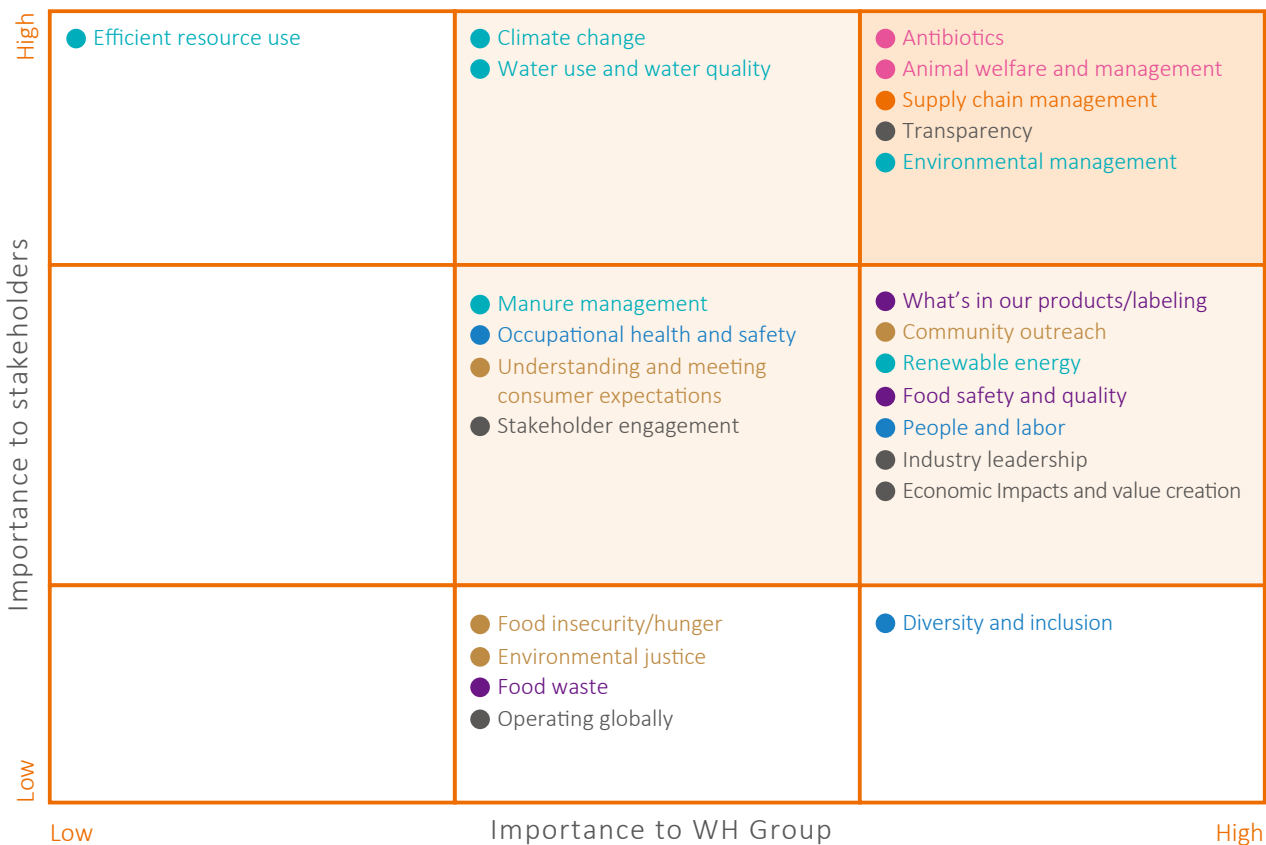 High
Importance to stakeholders
Low
Efficient resource use
Climate change
Water use and water quality
Antibiotics
Animal welfare and management
Supply chain management
Transparency
Environmental management
Manure management
Occupational health and safety
Understanding and meeting
consumer expectations
Stakeholder engagement
What's in our products/labeling
Community outreach
Renewable energy
Food safety and quality
People and labor
Industry leadership
Economic Impacts and value creation
Food insecurity/hunger
Environmental justice
Food waste
Operating globally
Diversity and inclusion
Low
Importance to WH Group
High